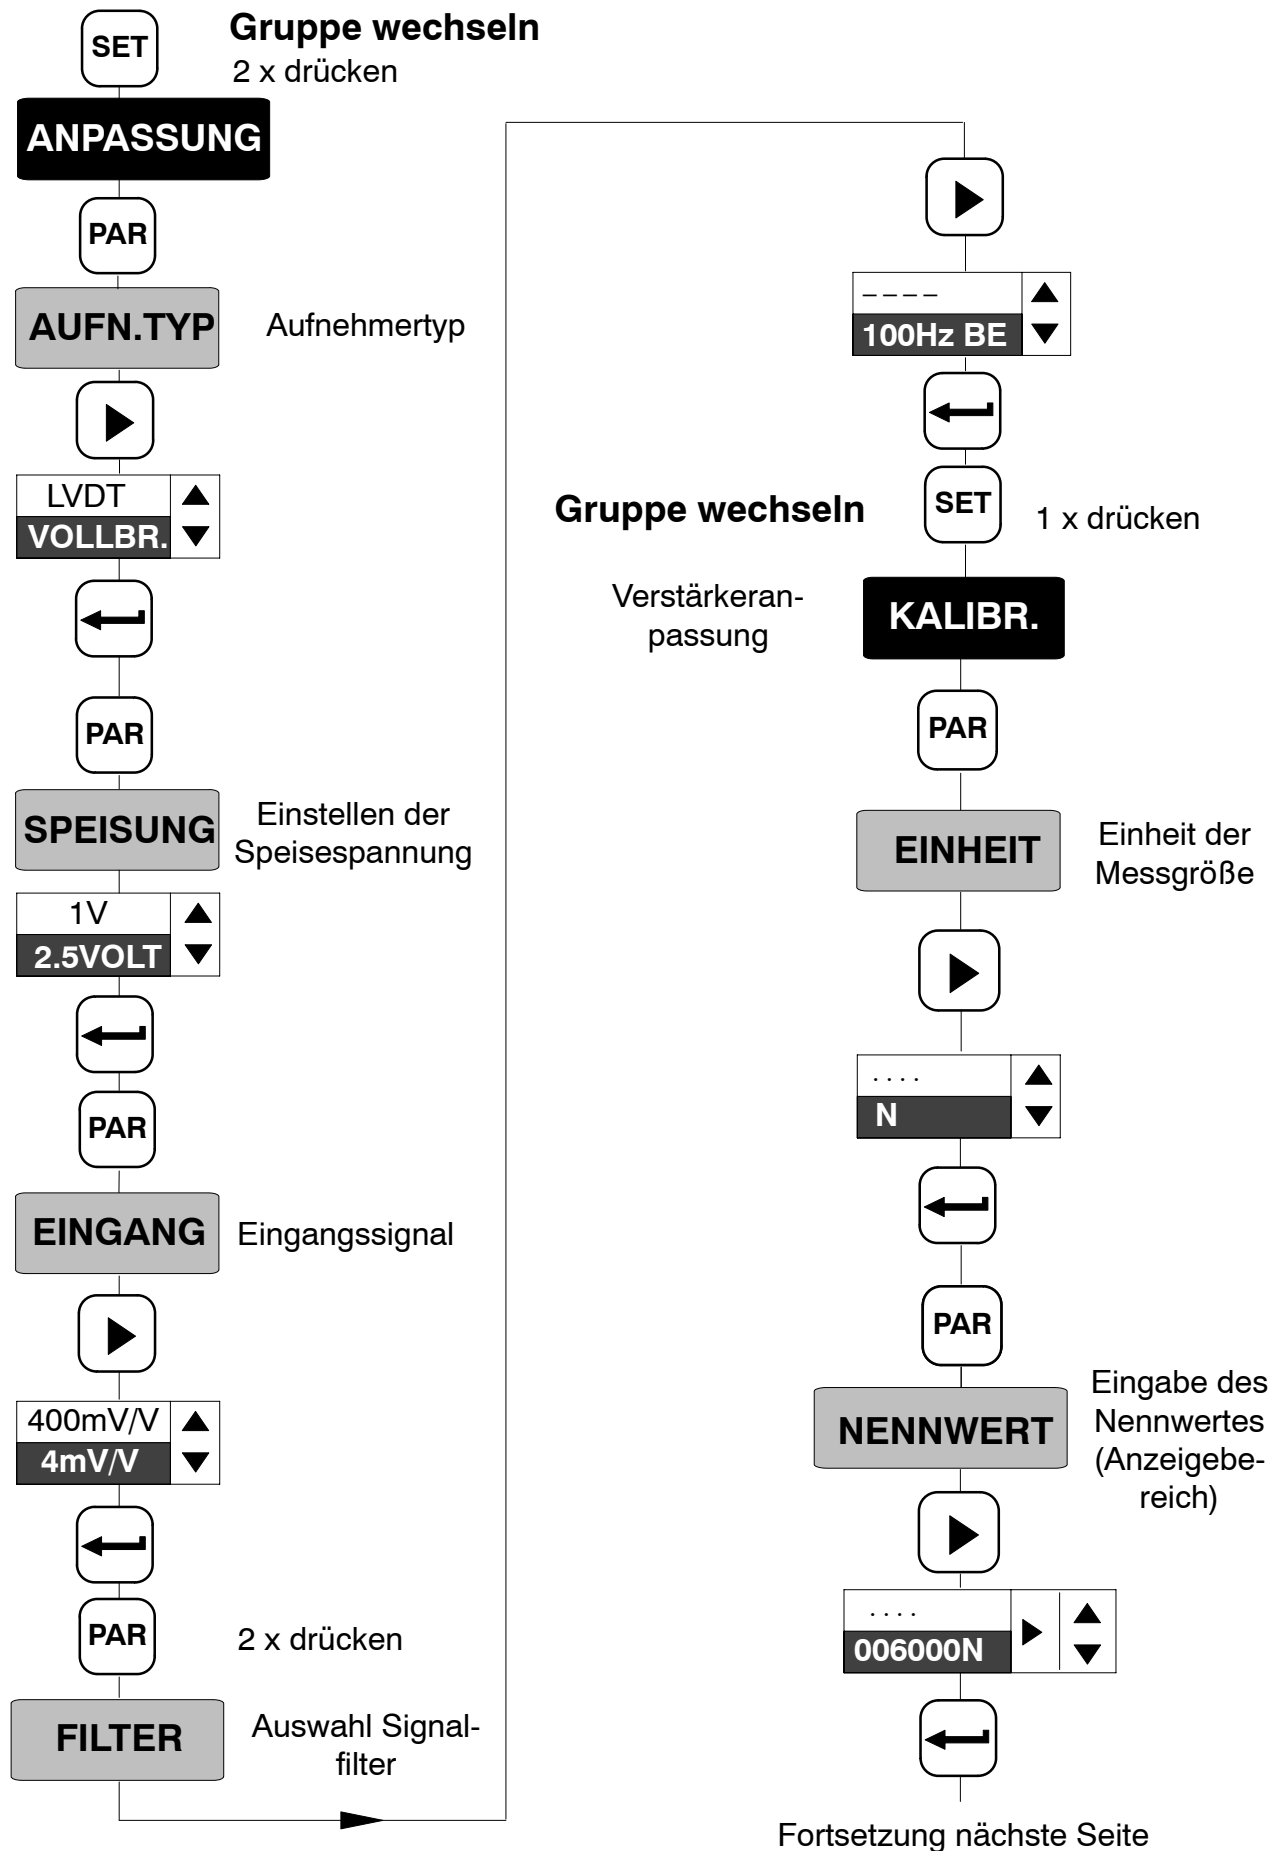 SET
Gruppe wechseln
2 x drücken
ANPASSUNG
PAR
AUFN.TYP
Aufnehmertyp
LVDT
VOLLBR.
PAR
SPEISUNG
Einstellen der
Speisespannung
1V
2.5VOLT
PAR
EINGANG
Eingangssignal
400mV/V
4mV/V
PAR
2 x drücken
FILTER
Auswahl Signal-
filter
– – – –
100Hz BE
Gruppe wechseln
SET
1 x drücken
Verstärkeran-
passung
KALIBR.
PAR
EINHEIT
Einheit der
Messgröße
. . . .
N
PAR
NENNWERT
Eingabe des
Nennwertes
(Anzeigebe-
reich)
. . . .
006000N
Fortsetzung nächste Seite